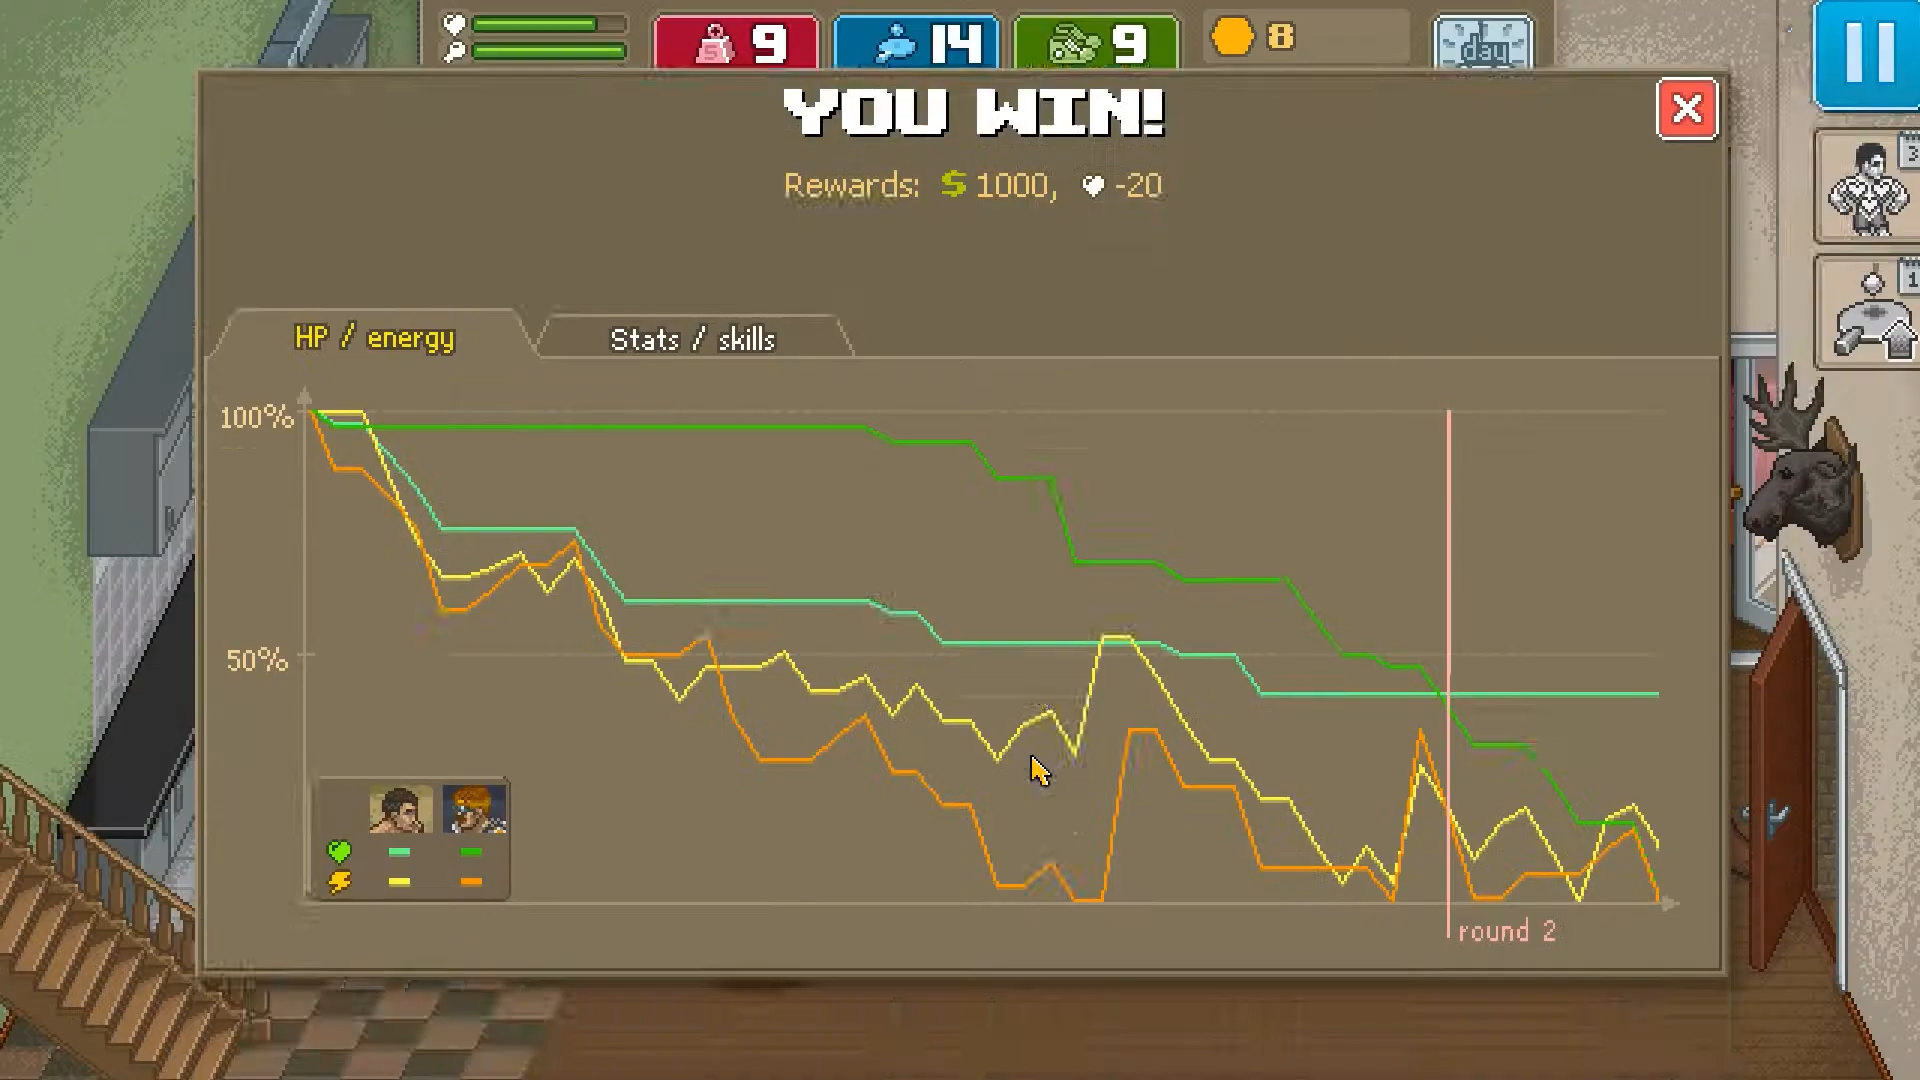 9 14 9 8 day
YOU WIN!
Rewards: $ 1000, -20
3
1
HP / energy
Stats / skills
100%
50%
round 2